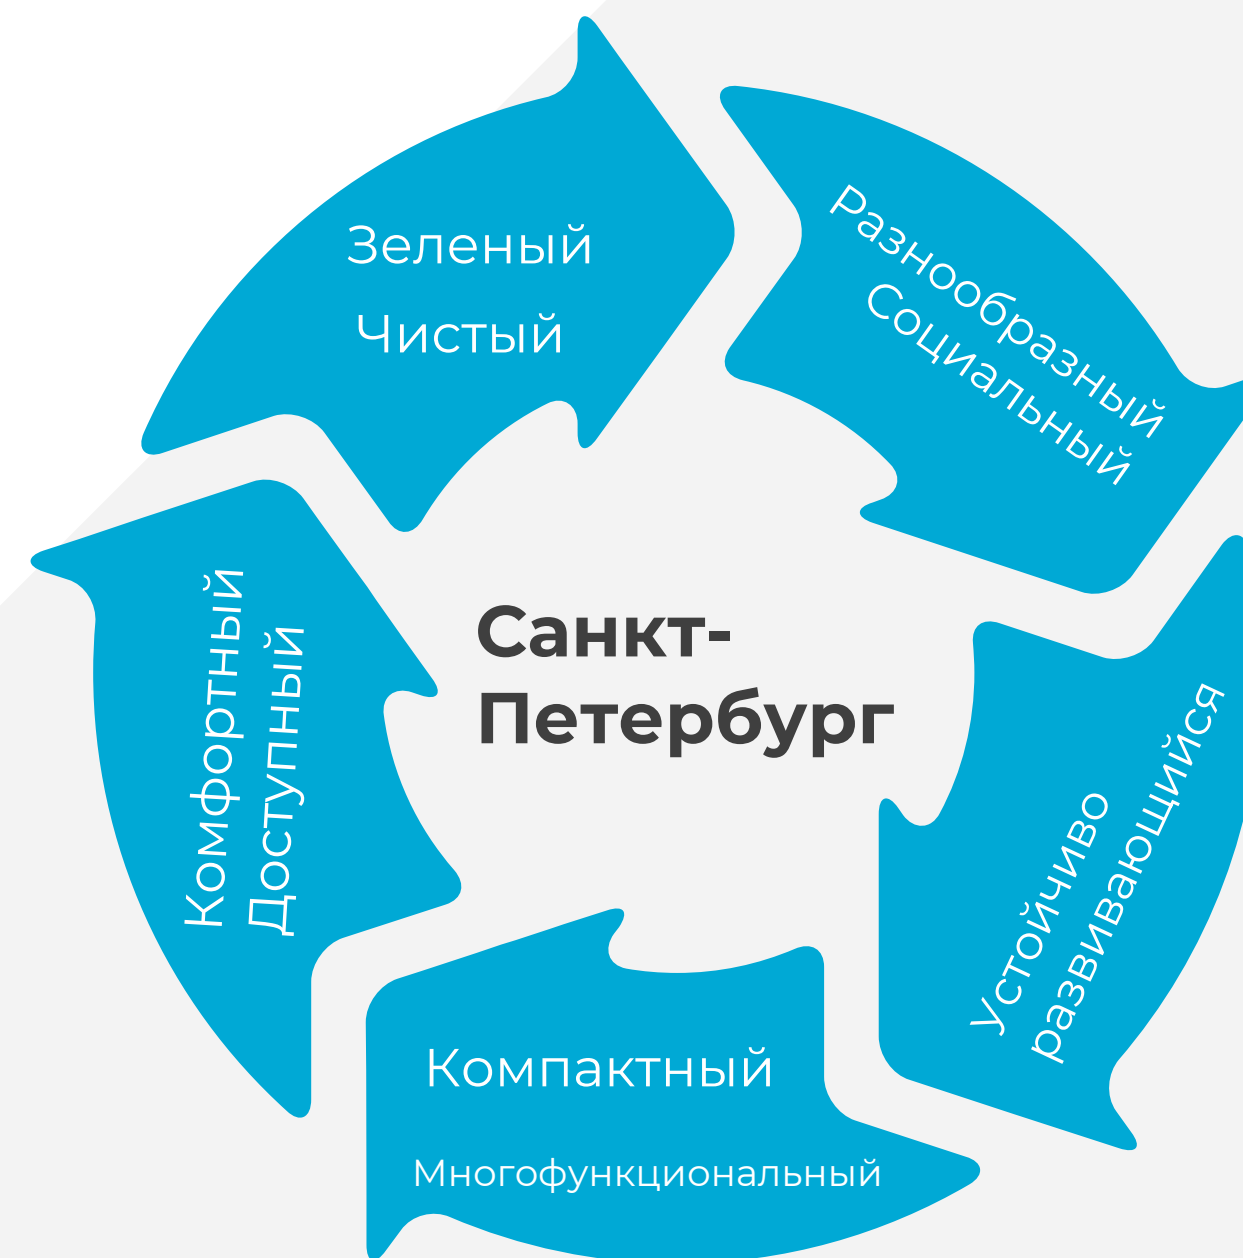 Зеленый
Чистый
Разнообразный
Социальный
Устойчиво
развивающийся
Компактный
Многофункциональный
Комфортный
Доступный
Санкт-
Петербург